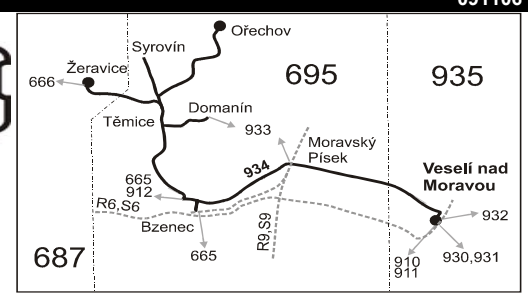 Ořechov
Syrovín
Žeravice
666
695
935
Domanín
Těmice
933
Moravský
Písek
934
Veselí nad
Moravou
665
912
R6,S6
Bzenec
R9,S9
932
687
665
910
911
930,931